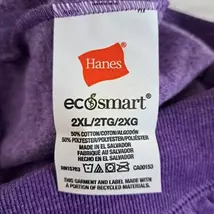 Hanes
ecosmart
2XL/2TG/2XG
50% COTTON/COTON/ALGODÓN
50% POLYESTER/POLYESTER/POLIÉSTER
MADE IN EL SALVADOR
FABRIQUÉ AU SALVADOR
HECHO EN EL SALVADOR
CA00153
THIS GARMENT AND LABEL MADE WITH
A PORTION OF RECYCLED MATERIALS